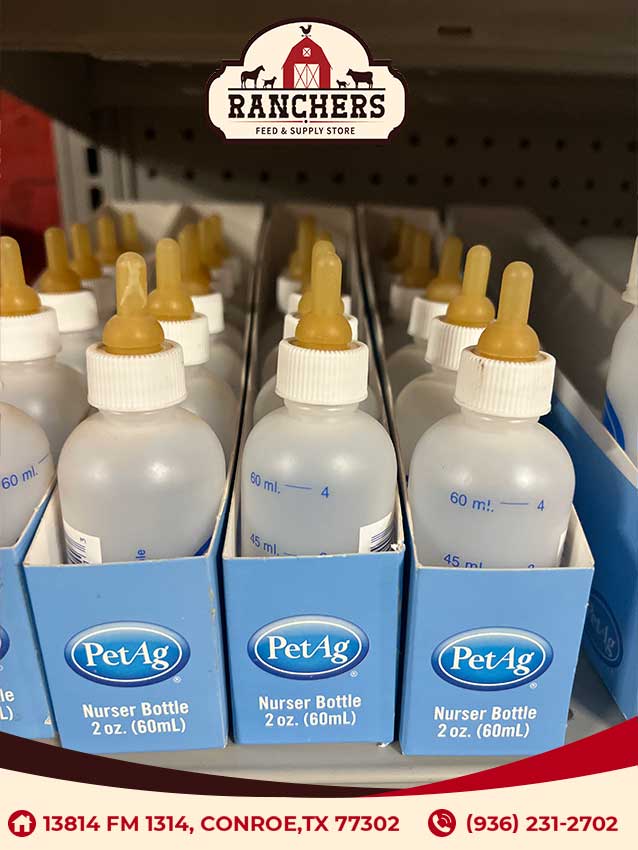 RANCHERS
FEED & SUPPLY STORE
60 ml. 4
60 ml. 4
45 ml.
60 ml. 4
45 ml.
PetAg®
Nurser Bottle
2 oz. (60mL)
PetAg®
Nurser Bottle
2 oz. (60mL)
PetAg®
Nurser Bottle
2 oz. (60mL)
13814 FM 1314, CONROE,TX 77302
(936) 231-2702